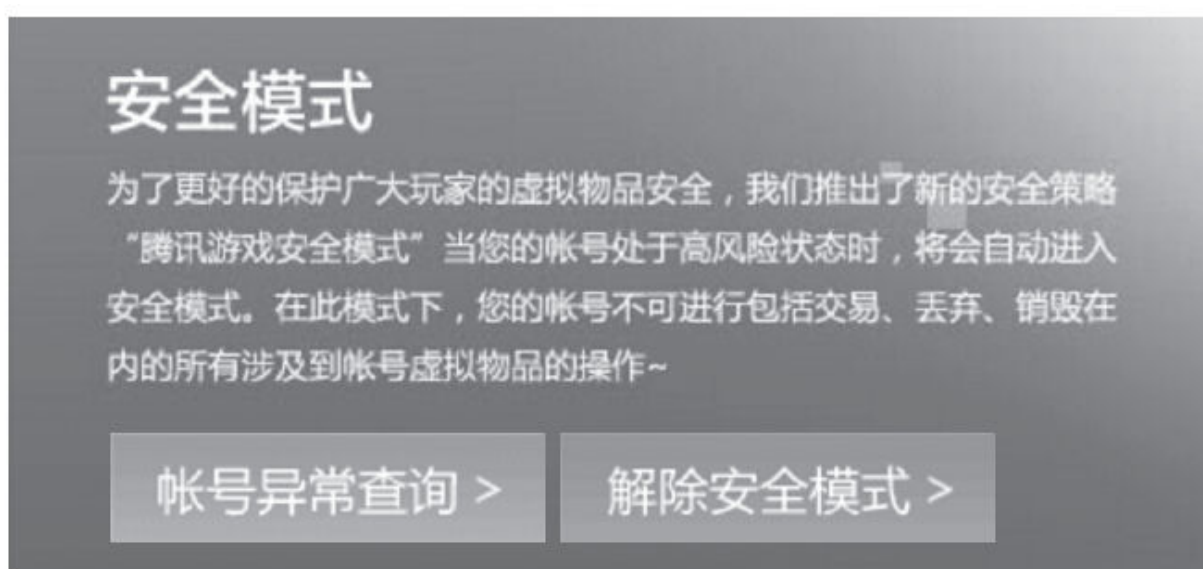 安全模式
为了更好的保护广大玩家的虚拟物品安全，我们推出了新的安全策略
“腾讯游戏安全模式”当您的帐号处于高风险状态时，将会自动进入
安全模式。在此模式下，您的帐号不可进行包括交易、丢弃、销毁在
内的所有涉及到帐号虚拟物品的操作~
帐号异常查询 >
解除安全模式 >